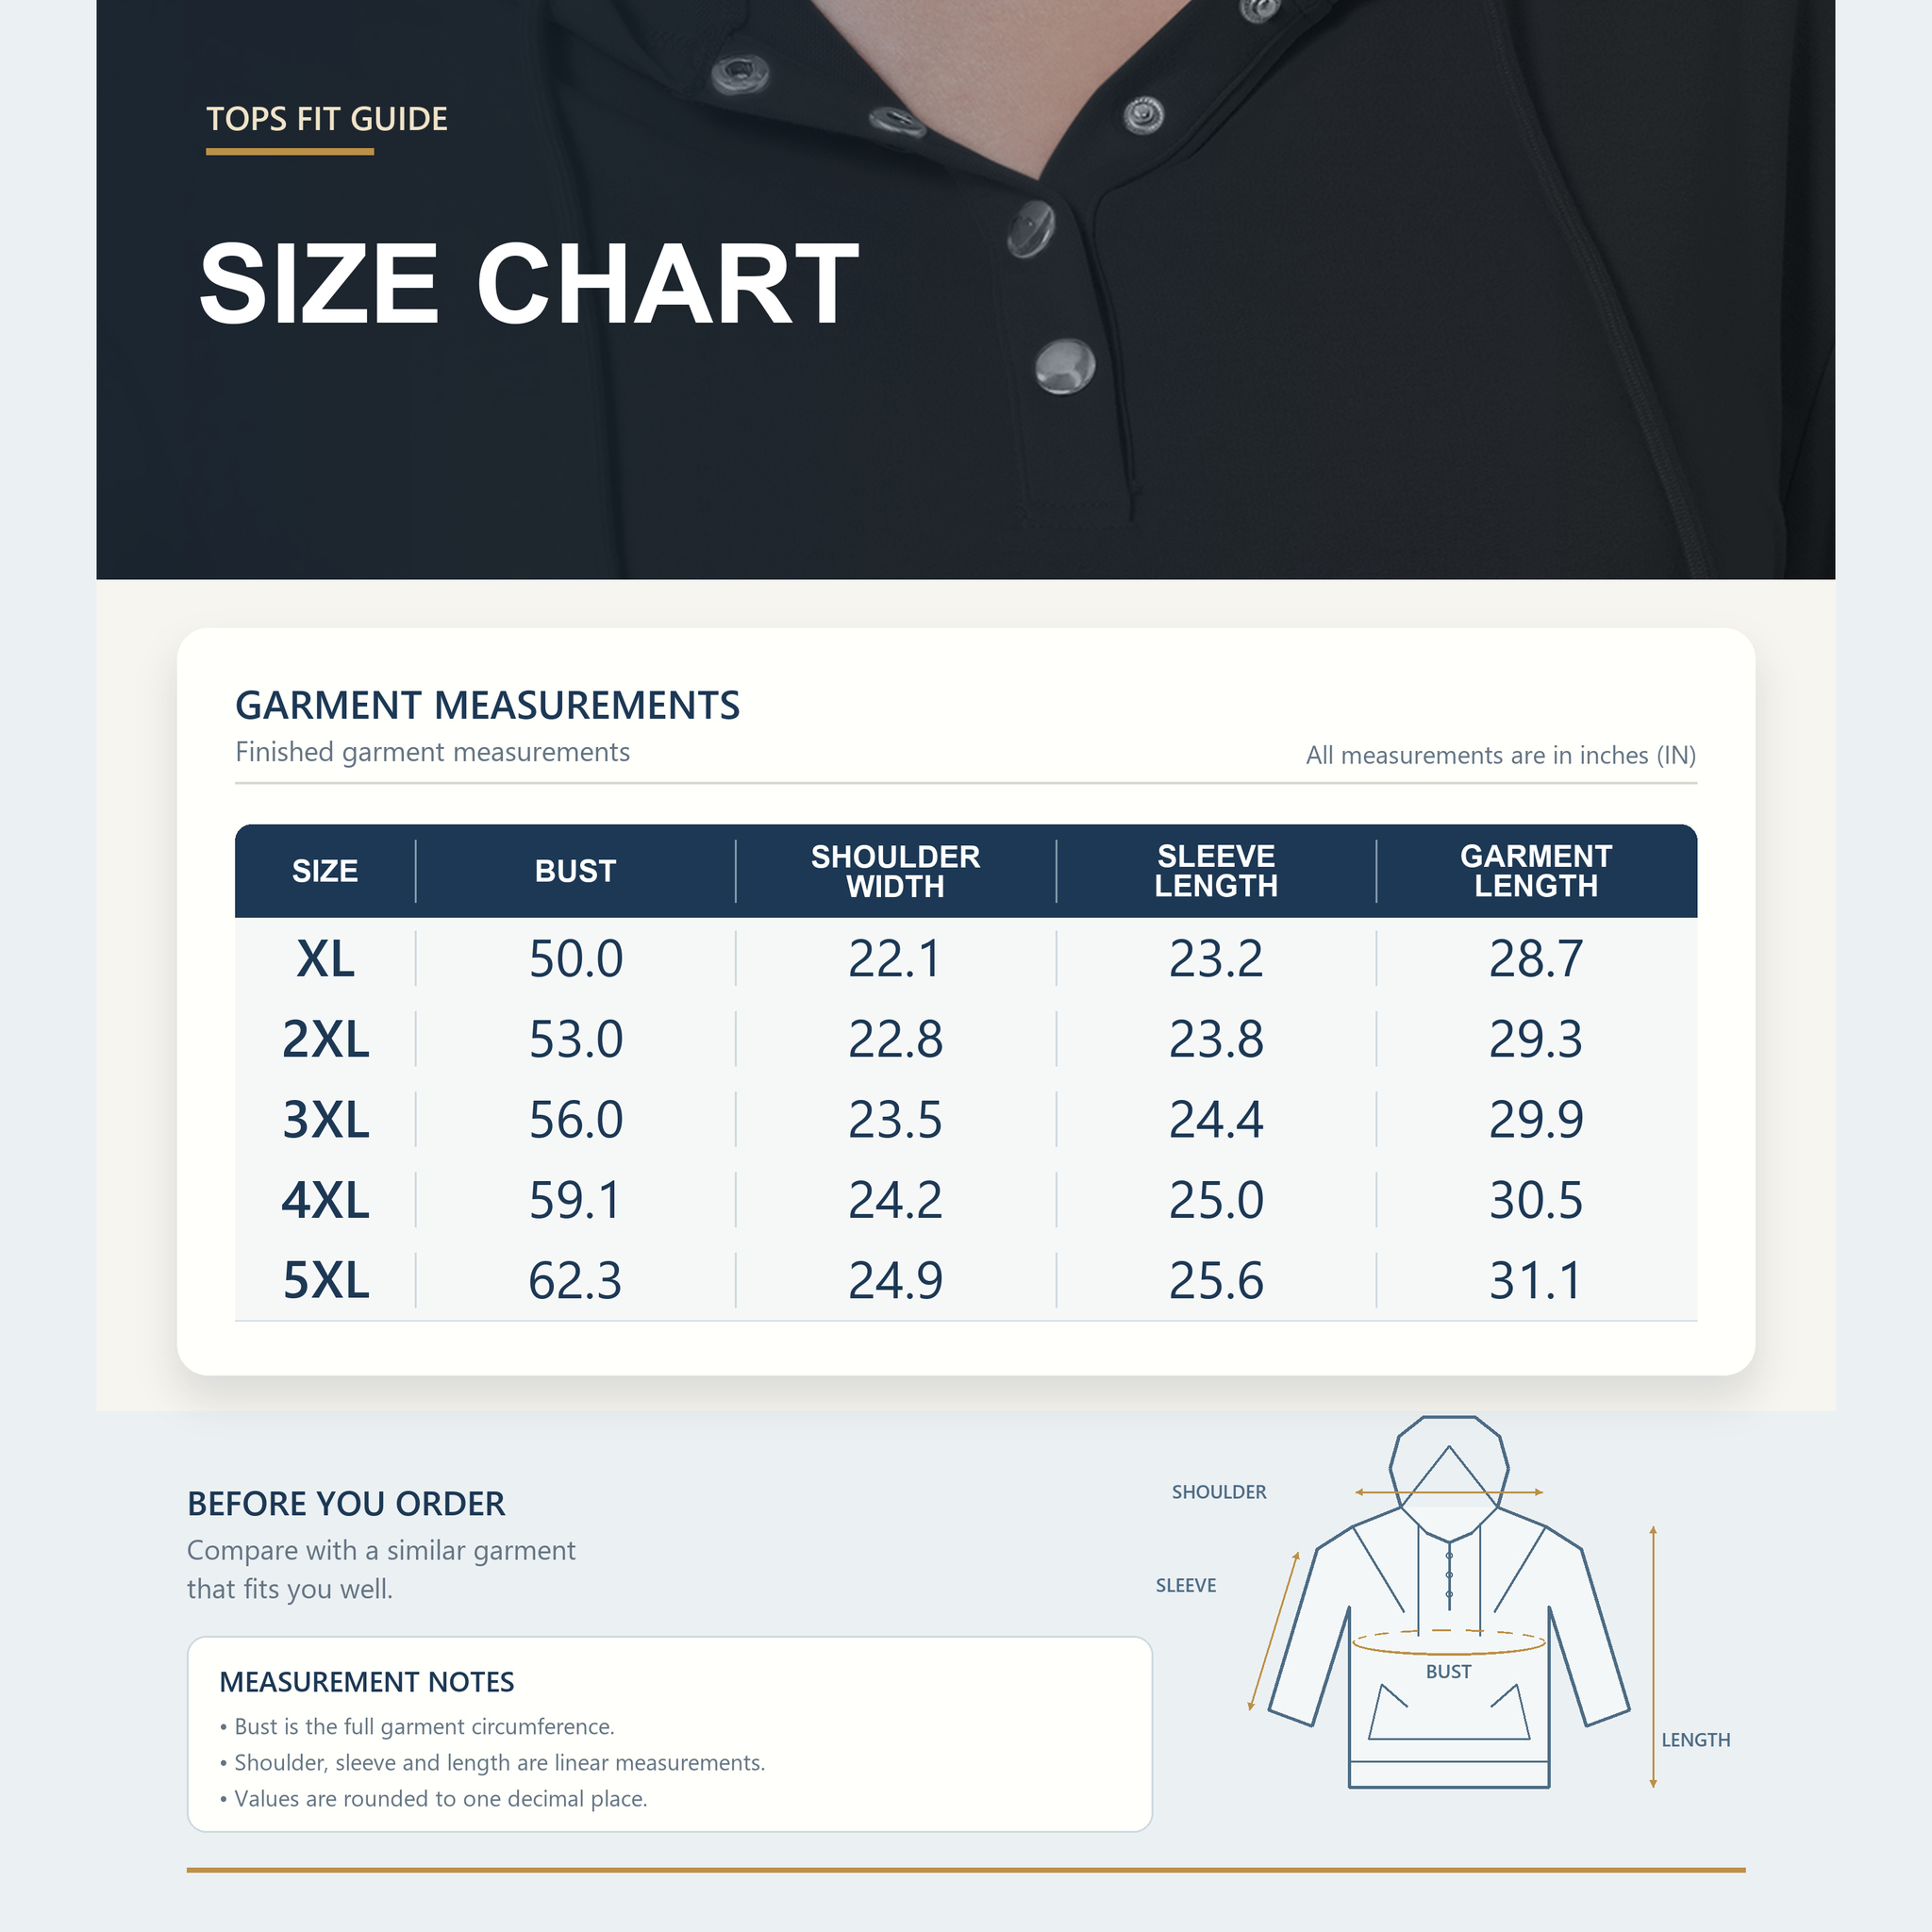 TOPS FIT GUIDE
SIZE CHART
GARMENT MEASUREMENTS
Finished garment measurements
All measurements are in inches (IN)
SIZE BUST SHOULDER WIDTH SLEEVE LENGTH GARMENT LENGTH
XL 50.0 22.1 23.2 28.7
2XL 53.0 22.8 23.8 29.3
3XL 56.0 23.5 24.4 29.9
4XL 59.1 24.2 25.0 30.5
5XL 62.3 24.9 25.6 31.1
BEFORE YOU ORDER
Compare with a similar garment
that fits you well.
MEASUREMENT NOTES
• Bust is the full garment circumference.
• Shoulder, sleeve and length are linear measurements.
• Values are rounded to one decimal place.
SHOULDER
SLEEVE
BUST
LENGTH